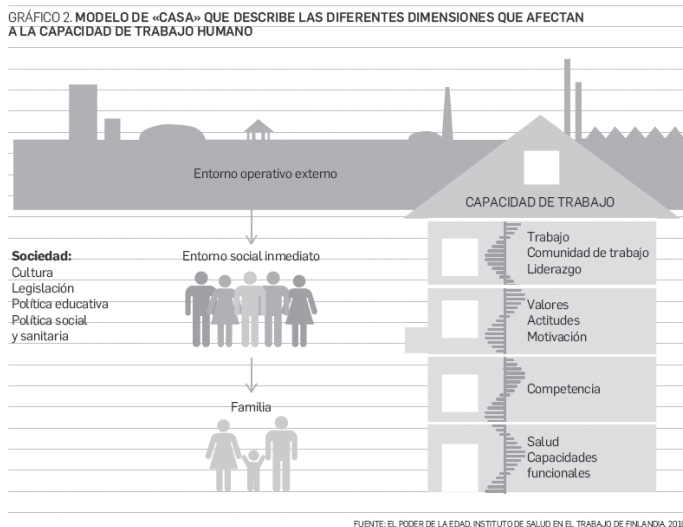 GRÁFICO 2. MODELO DE «CASA» QUE DESCRIBE LAS DIFERENTES DIMENSIONES QUE AFECTAN
A LA CAPACIDAD DE TRABAJO HUMANO
Entorno operativo externo
CAPACIDAD DE TRABAJO
Sociedad:
Cultura
Legislación
Política educativa
Política social
y sanitaria
Entorno social inmediato
Familia
Trabajo
Comunidad de trabajo
Liderazgo
Valores
Actitudes
Motivación
Competencia
Salud
Capacidades
funcionales
FUENTE: EL PODER DE LA EDAD. INSTITUTO DE SALUD EN EL TRABAJO DE FINLANDIA.